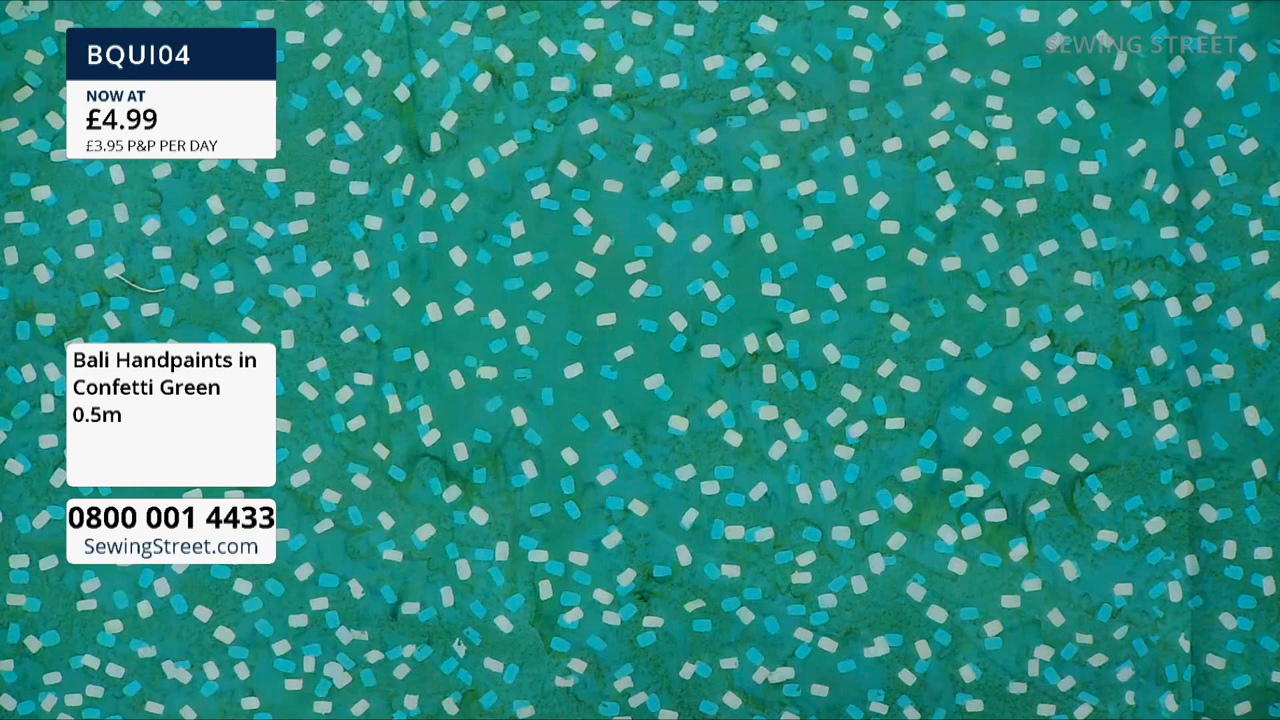 BQUI04
NOW AT
£4.99
£3.95 P&P PER DAY
SEWING STREET
Bali Handpaints in
Confetti Green
0.5m
0800 001 4433
SewingStreet.com